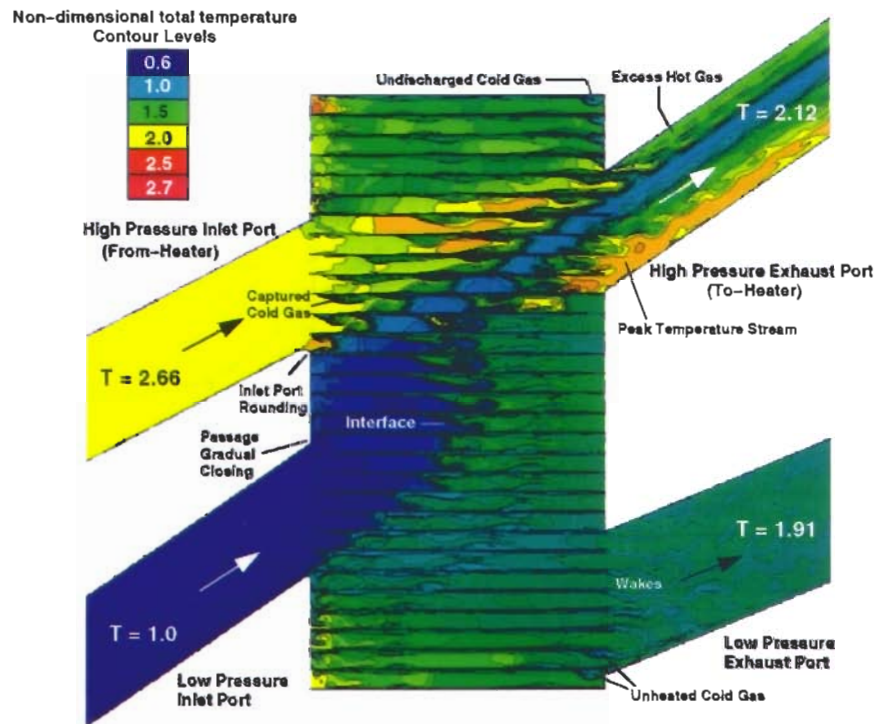 Non-dimensional total temperature
Contour Levels
0.6
1.0
1.5
2.0
2.5
2.7
Undischarged Cold Gas
Excess Hot Gas
T = 2.12
High Pressure Inlet Port
(From-Heater)
High Pressure Exhaust Port
(To-Heater)
Captured
Cold Gas
Peak Temperature Stream
T = 2.66
Inlet Port
Rounding
Interface
Passage
Gradual
Closing
T = 1.91
Wakes
T = 1.0
Low Pressure
Exhaust Port
Low Pressure
Inlet Port
Unheated Cold Gas